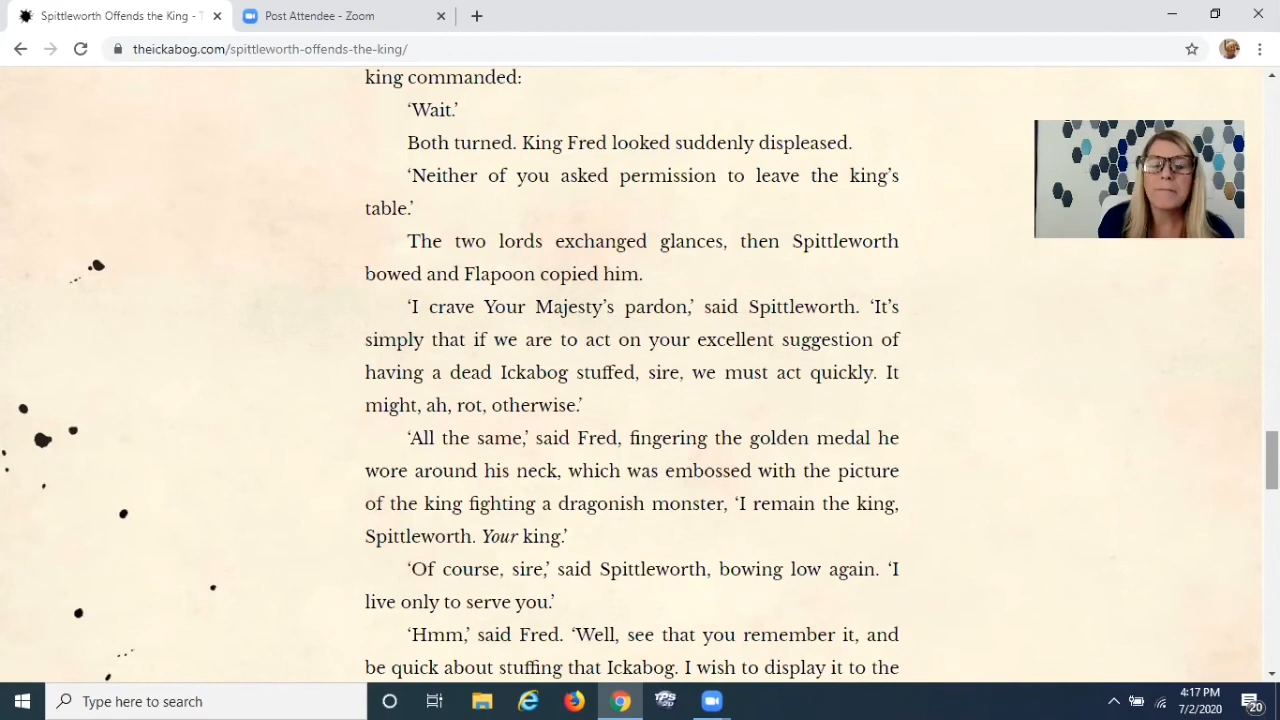 Spittleworth Offends the King - T
Post Attendee - Zoom
theickabog.com/spittleworth-offends-the-king/
king commanded:
‘Wait.’
Both turned. King Fred looked suddenly displeased.
‘Neither of you asked permission to leave the king’s
table.’
The two lords exchanged glances, then Spittleworth
bowed and Flapoon copied him.
‘I crave Your Majesty’s pardon,’ said Spittleworth. ‘It’s
simply that if we are to act on your excellent suggestion of
having a dead Ickabog stuffed, sire, we must act quickly. It
might, ah, rot, otherwise.’
‘All the same,’ said Fred, fingering the golden medal he
wore around his neck, which was embossed with the picture
of the king fighting a dragonish monster, ‘I remain the king,
Spittleworth. Your king.’
‘Of course, sire,’ said Spittleworth, bowing low again. ‘I
live only to serve you.’
‘Hmm,’ said Fred. ‘Well, see that you remember it, and
be quick about stuffing that Ickabog. I wish to display it to the
Type here to search
TPS
4:17 PM
7/2/2020
20